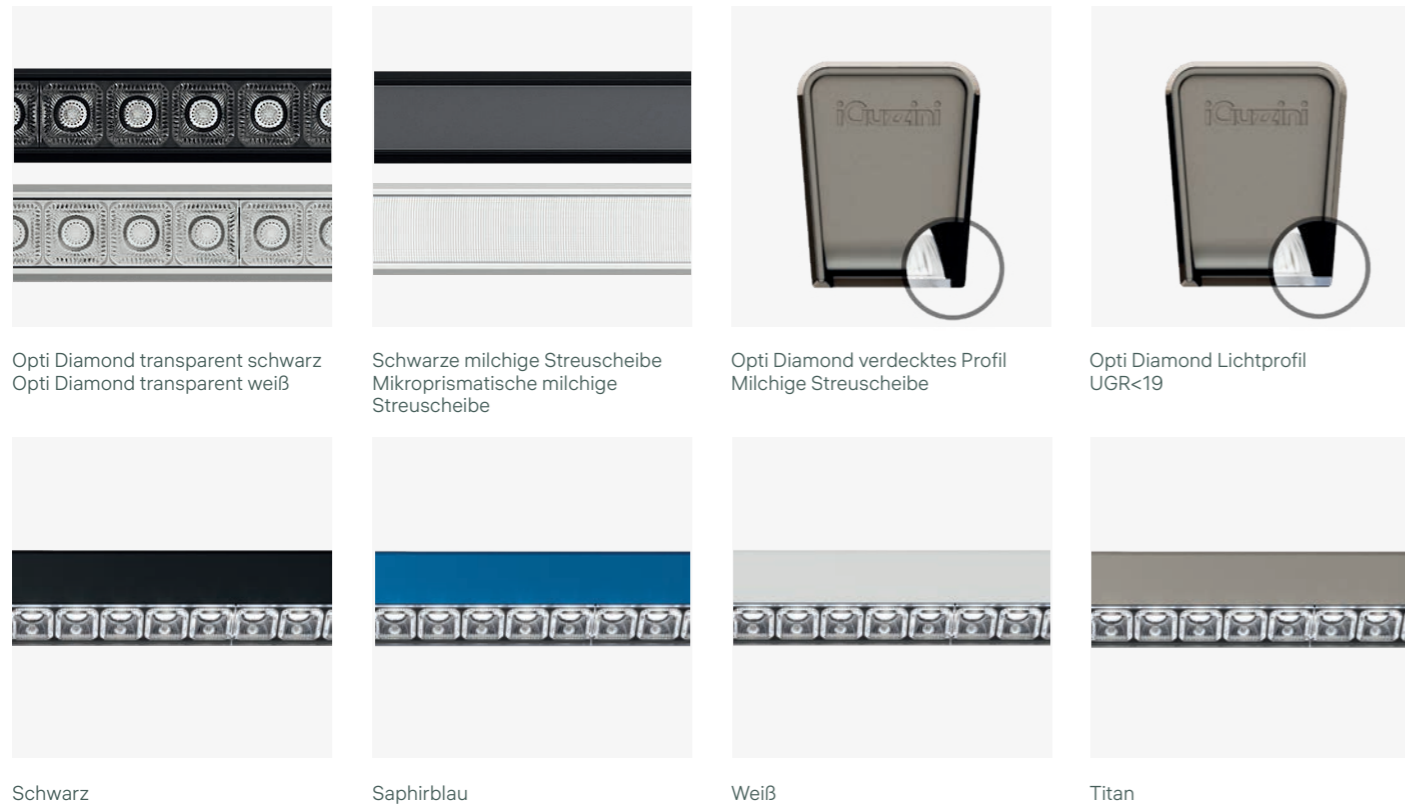 iGuzzini
iGuzzini
Opti Diamond transparent schwarz
Opti Diamond transparent weiß
Schwarze milchige Streuscheibe
Mikroprismatische milchige
Streuscheibe
Opti Diamond verdecktes Profil
Milchige Streuscheibe
Opti Diamond Lichtprofil
UGR<19
Schwarz
Saphirblau
Weiß
Titan